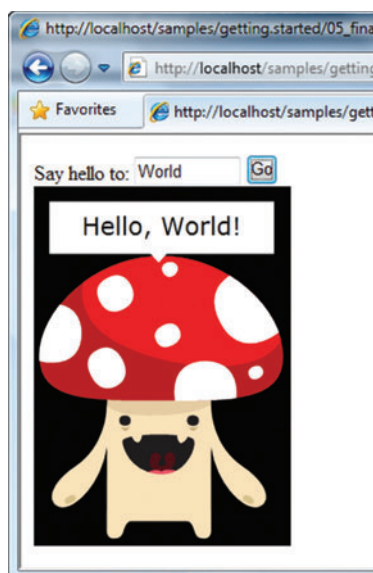 http://localhost/samples/getting.started/05_fina
http://localhost/samples/getting
Favorites
http://localhost/samples/gett
Say hello to: World Go
Hello, World!